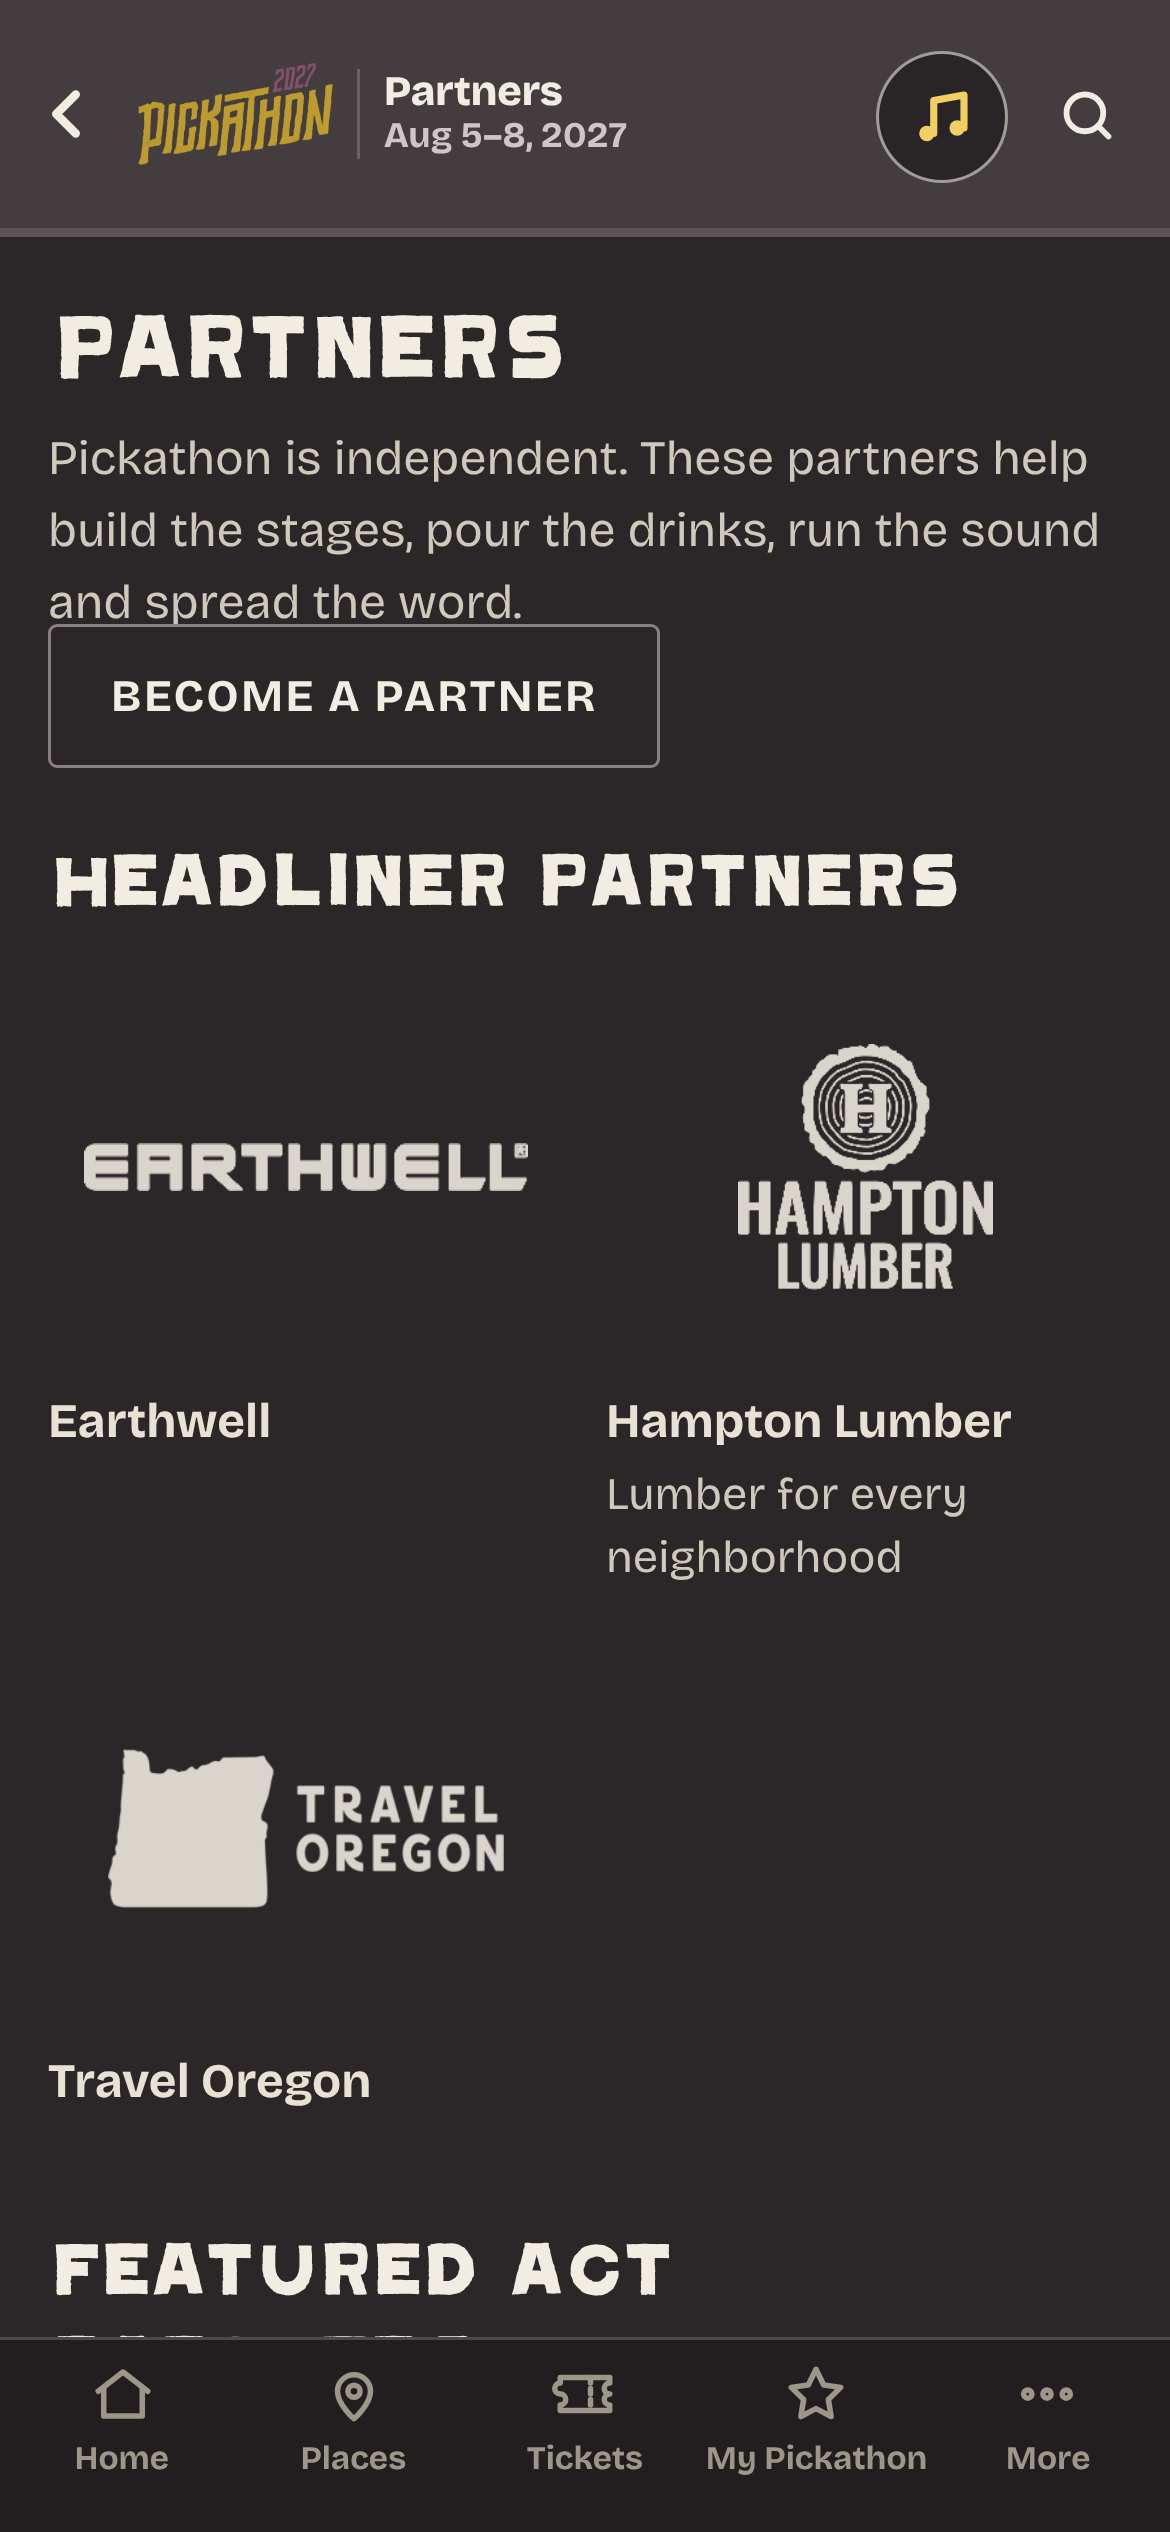 2027
PICKATHON
Partners
Aug 5–8, 2027
PARTNERS
Pickathon is independent. These partners help
build the stages, pour the drinks, run the sound
and spread the word.
BECOME A PARTNER
HEADLINER PARTNERS
EARTHWELL
H
HAMPTON
LUMBER
Earthwell
Hampton Lumber
Lumber for every
neighborhood
TRAVEL
OREGON
Travel Oregon
FEATURED ACT
Home
Places
Tickets
My Pickathon
More